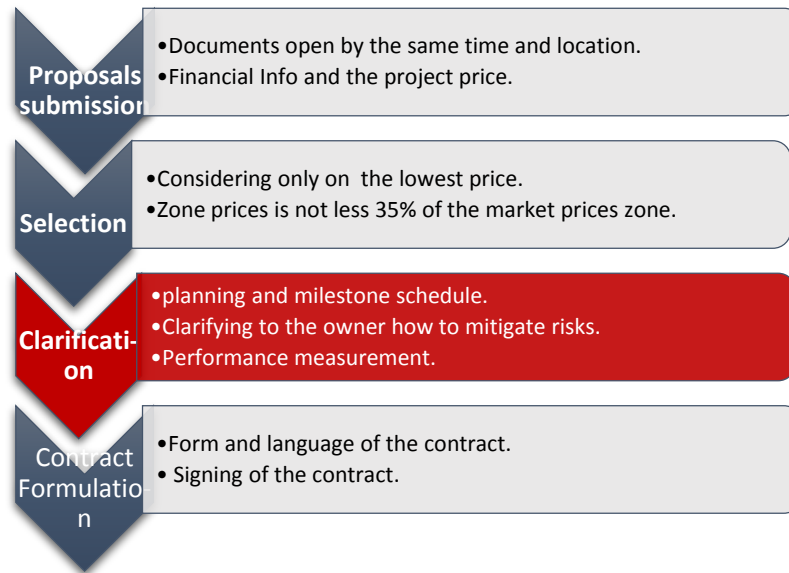 Proposals
submission
•Documents open by the same time and location.
•Financial Info and the project price.
Selection
•Considering only on the lowest price.
•Zone prices is not less 35% of the market prices zone.
Clarificati-
on
•planning and milestone schedule.
•Clarifying to the owner how to mitigate risks.
•Performance measurement.
Contract
Formulatio-
n
•Form and language of the contract.
• Signing of the contract.